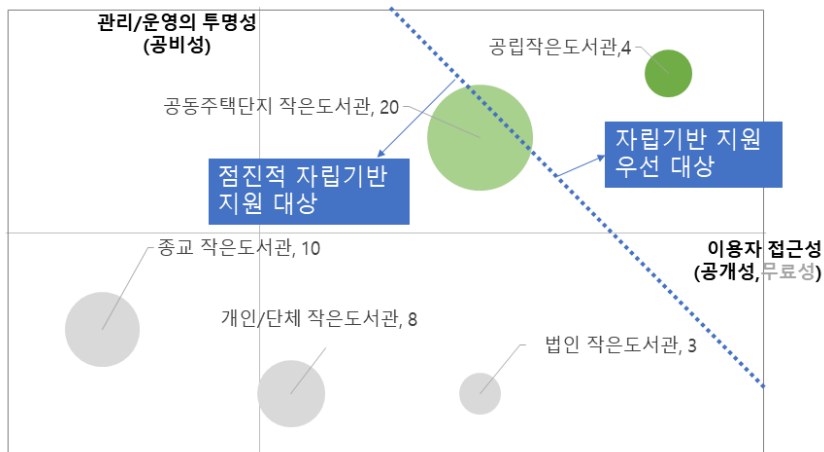 관리/운영의 투명성
(공비성)
공립작은도서관,4
공동주택단지 작은도서관, 20
점진적 자립기반
지원 대상
자립기반 지원
우선 대상
종교 작은도서관, 10
이용자 접근성
(공개성,무료성)
개인/단체 작은도서관, 8
법인 작은도서관, 3